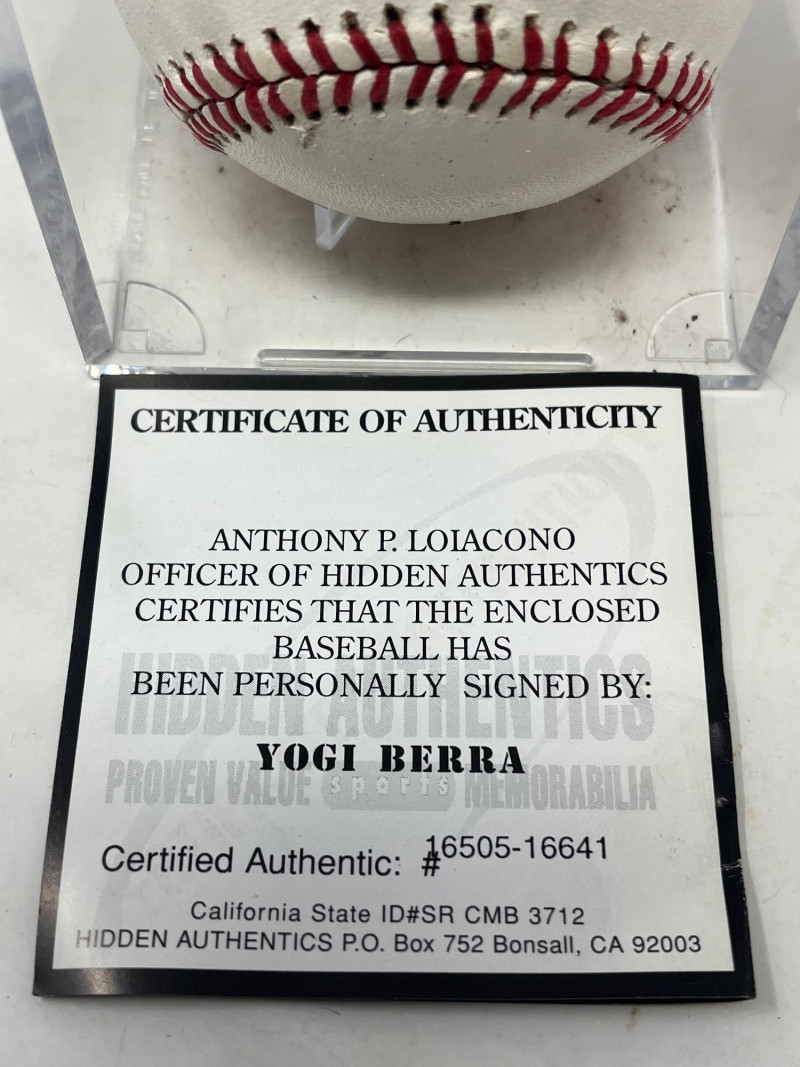 CERTIFICATE OF AUTHENTICITY
ANTHONY P. LOIACONO
OFFICER OF HIDDEN AUTHENTICS
CERTIFIES THAT THE ENCLOSED
BASEBALL HAS
BEEN PERSONALLY SIGNED BY:
HIDDEN AUTHENTICS
YOGI BERRA
PROVEN VALUE sports MEMORABILIA
Certified Authentic: #16505-16641
California State ID#SR CMB 3712
HIDDEN AUTHENTICS P.O. Box 752 Bonsall, CA 92003